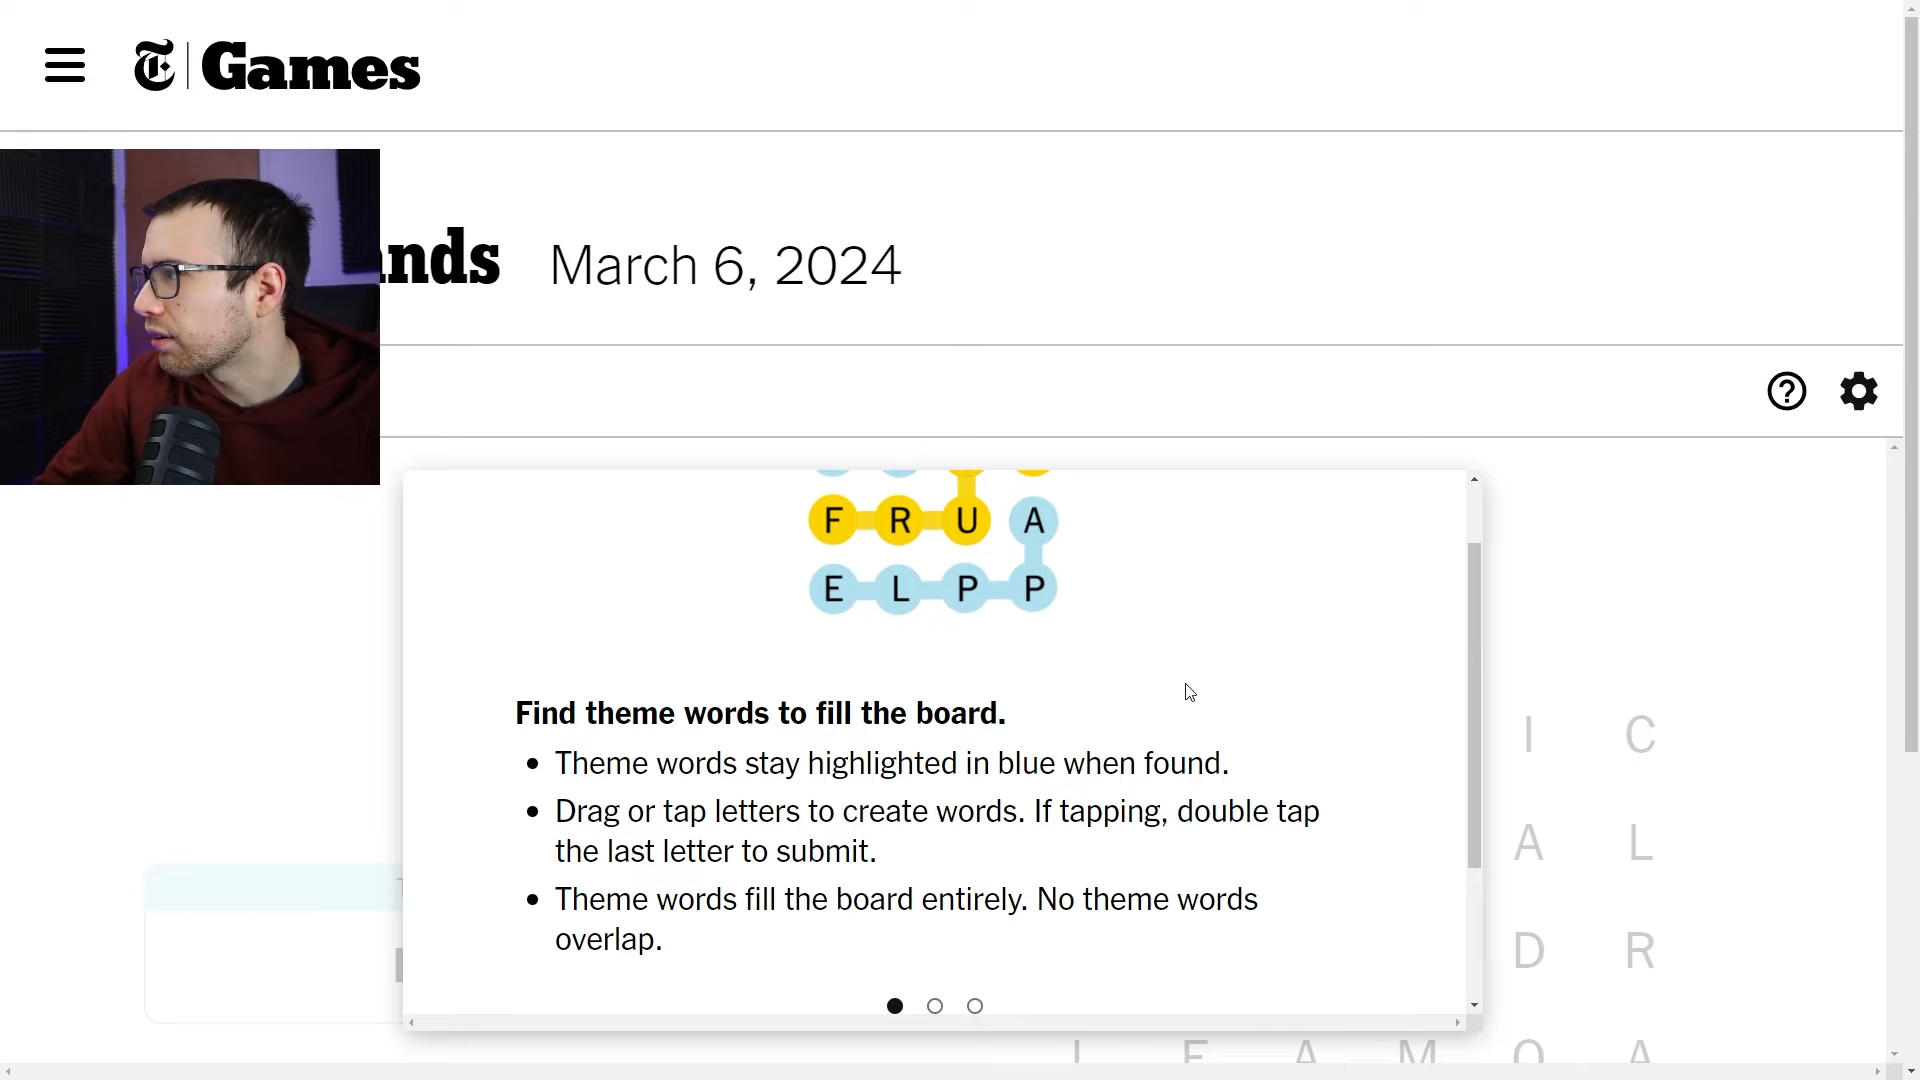 T Games
nds March 6, 2024
F R U A
E L P P
Find theme words to fill the board.
• Theme words stay highlighted in blue when found.
• Drag or tap letters to create words. If tapping, double tap
the last letter to submit.
• Theme words fill the board entirely. No theme words
overlap.
I C
A L
D R
E A M O A